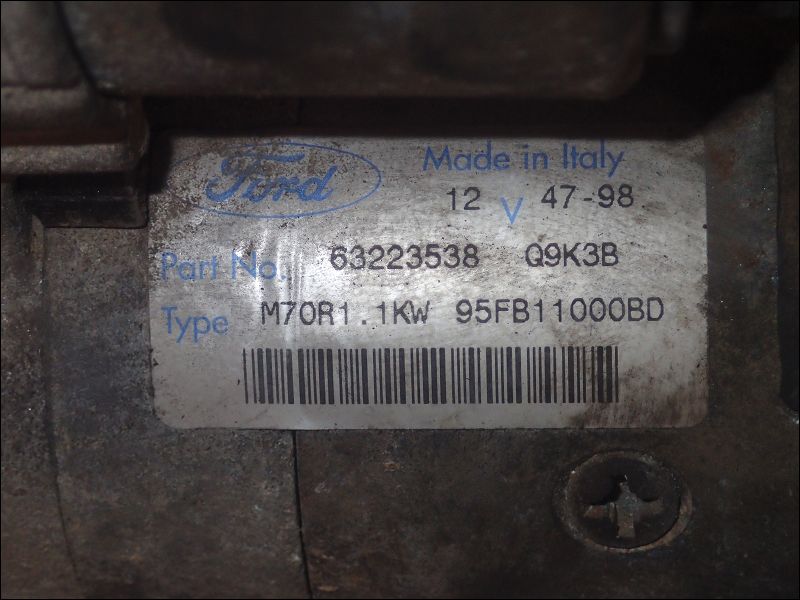 Ford Made in Italy
12 V 47-98
Part No. 63223538 Q9K3B
Type M70R1.1KW 95FB11000BD